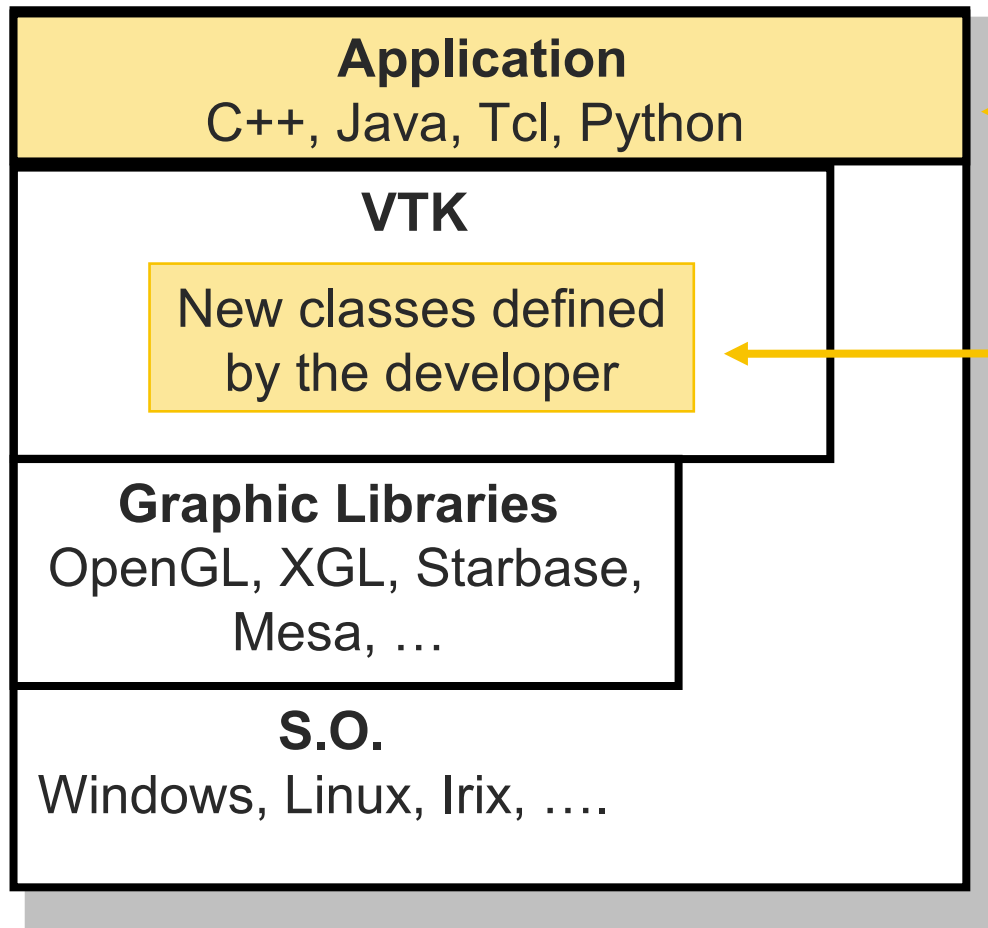 Application
C++, Java, Tcl, Python
VTK
New classes defined
by the developer
Graphic Libraries
OpenGL, XGL, Starbase,
Mesa, …
S.O.
Windows, Linux, Irix, ….